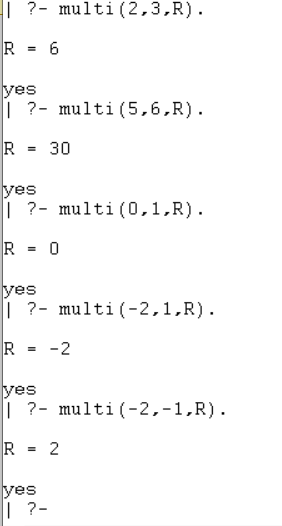 | ?- multi(2,3,R).
R = 6
yes
| ?- multi(5,6,R).
R = 30
yes
| ?- multi(0,1,R).
R = 0
yes
| ?- multi(-2,1,R).
R = -2
yes
| ?- multi(-2,-1,R).
R = 2
yes
| ?-